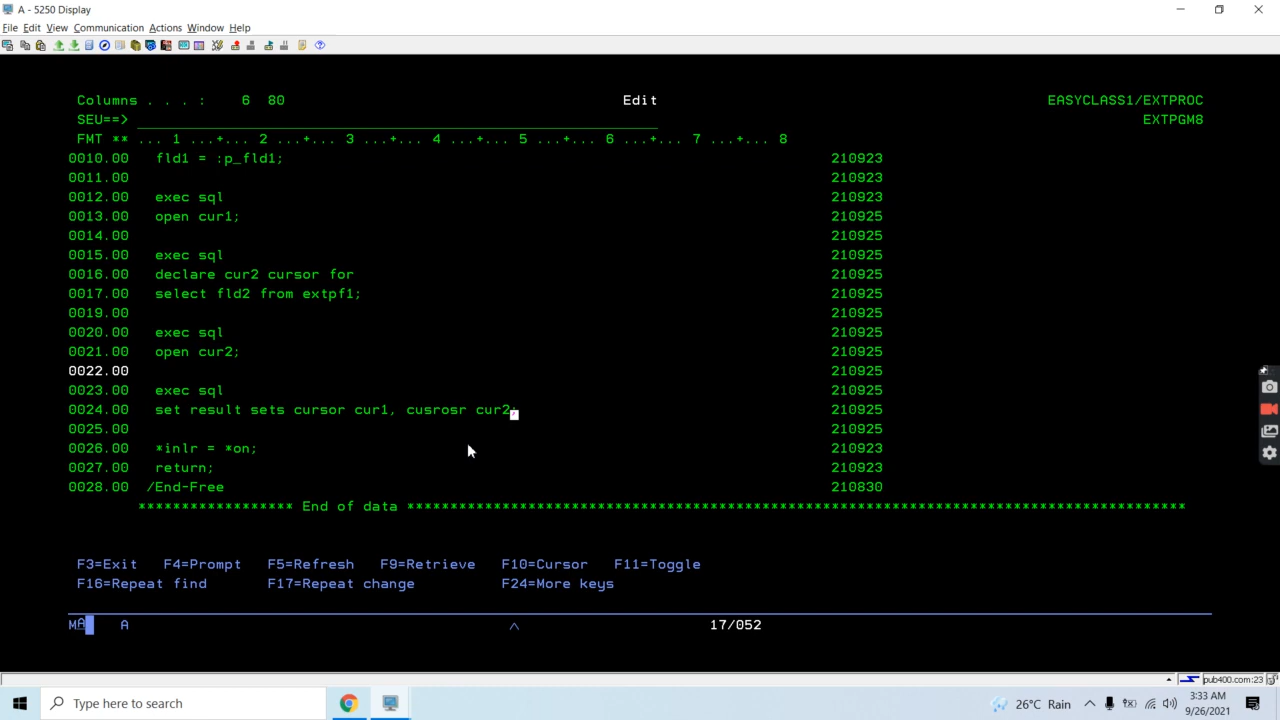 A - 5250 Display
File Edit View Communication Actions Window Help
Columns . . . : 6 80 Edit EASYCLASS1/EXTPROC
SEU==> EXTPGM8
FMT ** ... 1 ...+... 2 ...+... 3 ...+... 4 ...+... 5 ...+... 6 ...+... 7 ...+... 8
0010.00 fld1 = :p_fld1; 210923
0011.00 210923
0012.00 exec sql 210923
0013.00 open cur1; 210925
0014.00 210925
0015.00 exec sql 210925
0016.00 declare cur2 cursor for 210925
0017.00 select fld2 from extpf1; 210925
0019.00 210925
0020.00 exec sql 210925
0021.00 open cur2; 210925
0022.00 210925
0023.00 exec sql 210925
0024.00 set result sets cursor cur1, cusrosr cur2; 210925
0025.00 210925
0026.00 *inlr = *on; 210923
0027.00 return; 210923
0028.00 /End-Free 210830
****************** End of data ******************************************************************************************
F3=Exit F4=Prompt F5=Refresh F9=Retrieve F10=Cursor F11=Toggle
F16=Repeat find F17=Repeat change F24=More keys
MA A ^ 17/052
pub400.com:23
Type here to search 26°C Rain 3:33 AM
9/26/2021